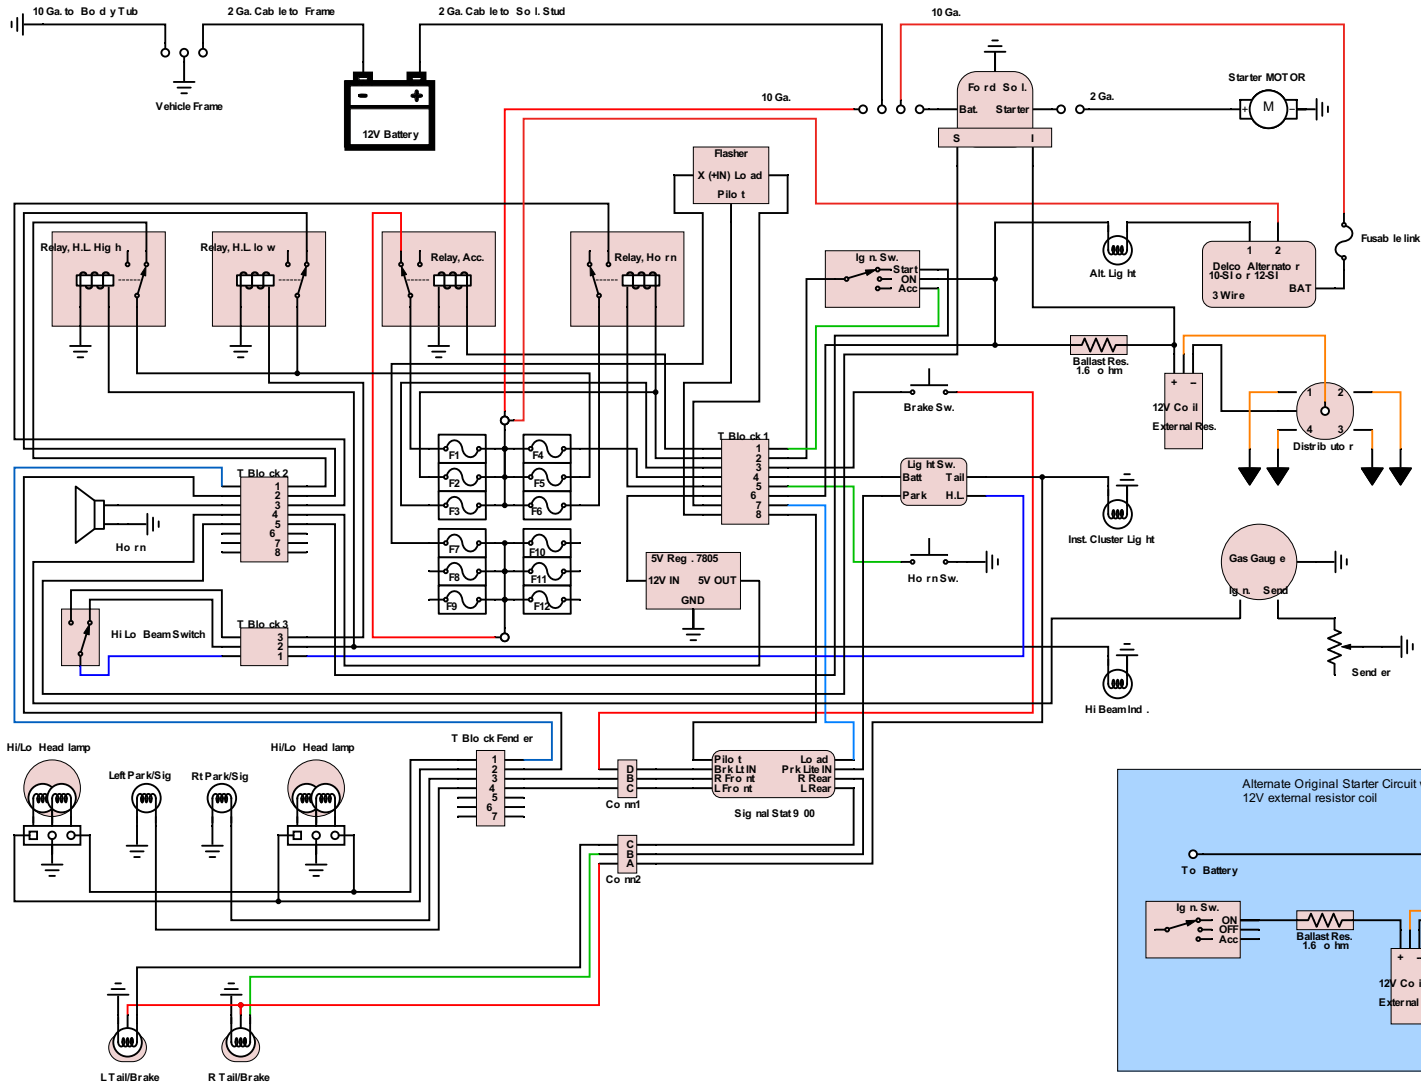 10 Ga. to Body Tub
2 Ga. Cable to Frame
2 Ga. Cable to Sol. Stud
10 Ga.
Vehicle Frame
- +
12V Battery
10 Ga.
Ford Sol.
Bat. Starter
S I
2 Ga.
Starter MOTOR
+ M -
Flasher
X (+IN) Load
Pilot
Relay, H.L. High
Relay, H.L. low
Relay, Acc.
Relay, Horn
Ign. Sw.
Start
ON
Acc
Alt. Light
1 2
Delco Alternator
10-SI or 12-SI
3 Wire
BAT
Fusable link
Ballast Res.
1.6 ohm
+ -
12V Coil
External Res.
1 2
4 3
Distributor
Brake Sw.
F1 F4
F2 F5
F3 F6
F7 F10
F8 F11
F9 F12
T Block 1
1
2
3
4
5
6
7
8
Light Sw.
Batt Tail
Park H.L.
Inst. Cluster Light
T Block 2
1
2
3
4
5
6
7
8
Horn
5V Reg. 7805
12V IN 5V OUT
GND
Horn Sw.
Gas Gauge
Ign. Send
Sender
Hi Lo Beam Switch
T Block 3
3
2
1
Hi Beam Ind.
Hi/Lo Headlamp
Left Park/Sig
Rt Park/Sig
Hi/Lo Headlamp
T Block Fender
1
2
3
4
5
6
7
D
B
C
Conn1
Pilot Load
Brk Lt IN Prk Lite IN
R Front R Rear
L Front L Rear
Signal Stat 900
C
B
A
Conn2
L Tail/Brake
R Tail/Brake
Alternate Original Starter Circuit
12V external resistor coil
To Battery
Ign. Sw.
ON
OFF
Acc
Ballast Res.
1.6 ohm
+ -
12V Coi
External